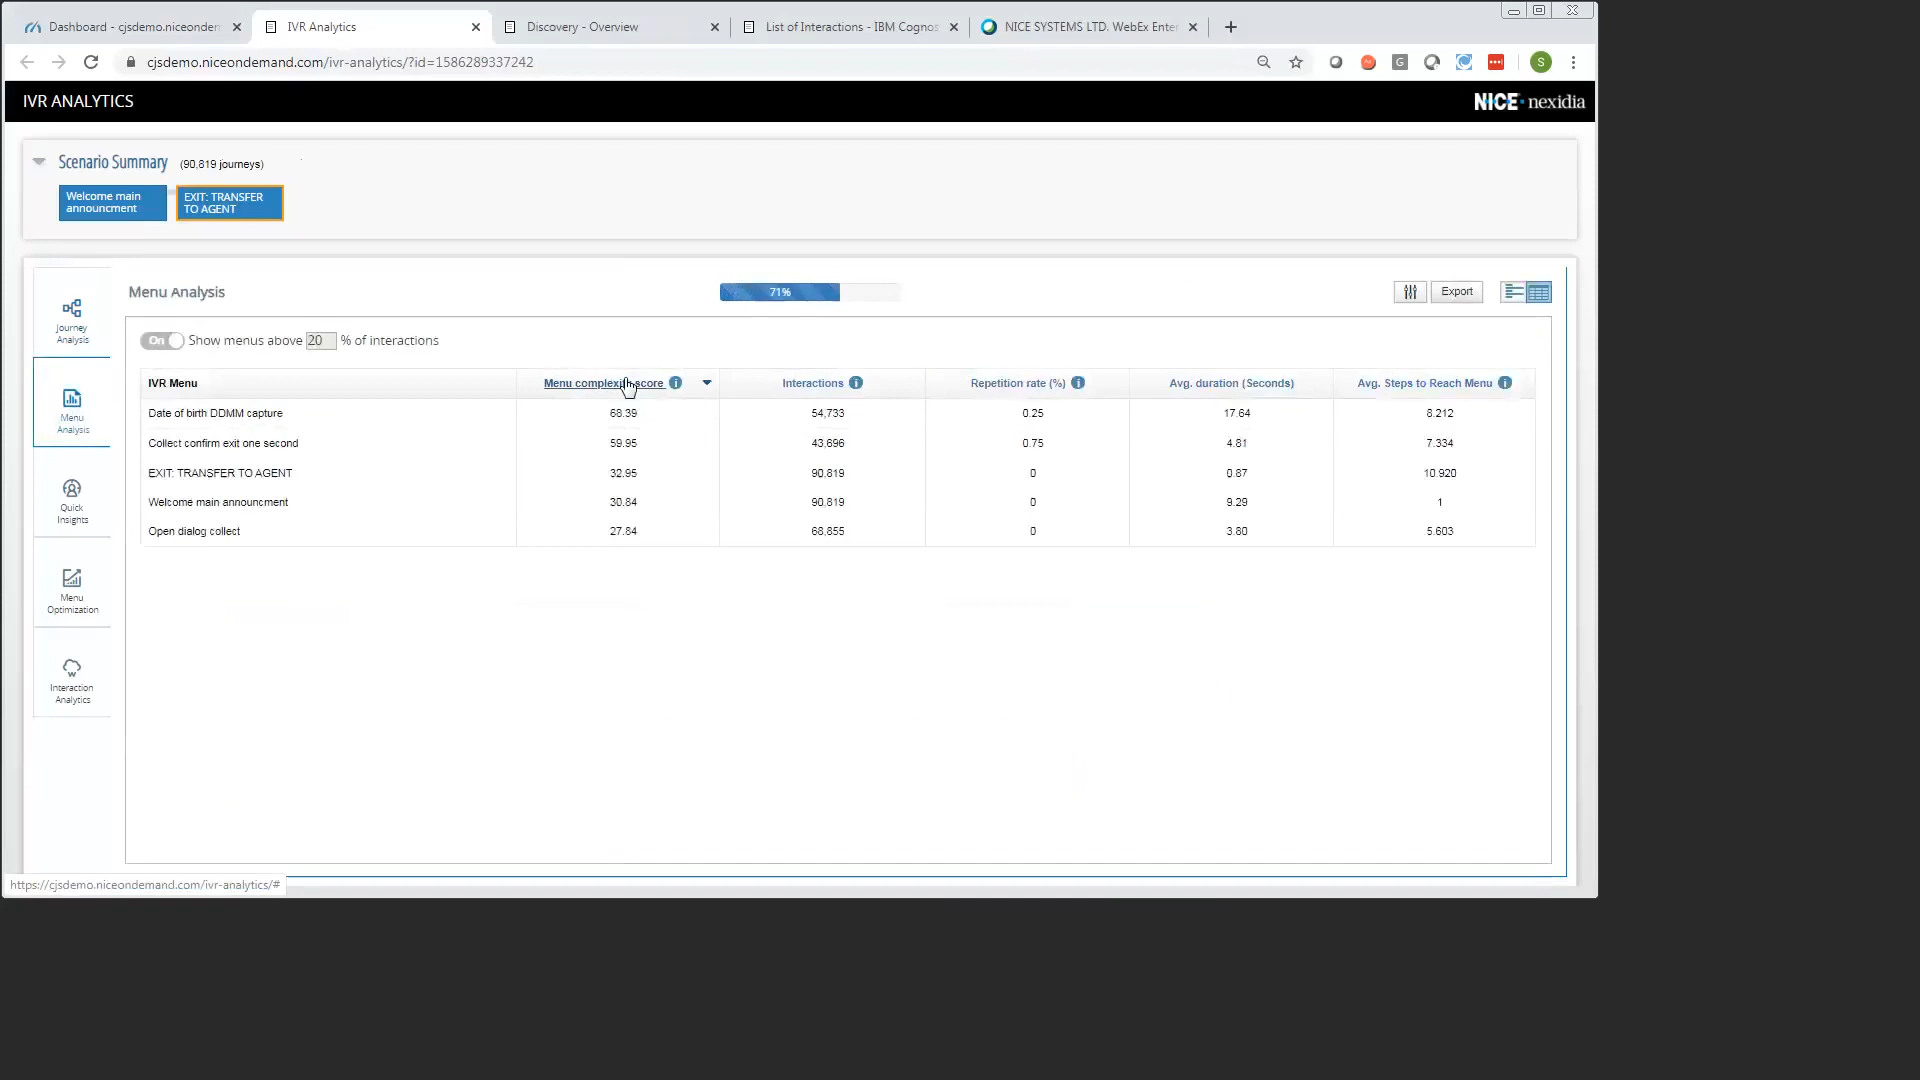 Dashboard - cjsdemo.niceondem
IVR Analytics
Discovery - Overview
List of Interactions - IBM Cognos
NICE SYSTEMS LTD. WebEx Enter
cjsdemo.niceondemand.com/ivr-analytics/?id=1586289337242
G
S
IVR ANALYTICS
NICE nexidia
Scenario Summary (90,819 journeys)
Welcome main
announcment
EXIT: TRANSFER
TO AGENT
Journey
Analysis
Menu
Analysis
Quick
Insights
Menu
Optimization
Interaction
Analytics
Menu Analysis
71%
Export
On Show menus above 20 % of interactions
IVR Menu Menu complexity score Interactions Repetition rate (%) Avg. duration (Seconds) Avg. Steps to Reach Menu
Date of birth DDMM capture 68.39 54,733 0.25 17.64 8.212
Collect confirm exit one second 59.95 43,696 0.75 4.81 7.334
EXIT: TRANSFER TO AGENT 32.95 90,819 0 0.87 10.920
Welcome main announcment 30.84 90,819 0 9.29 1
Open dialog collect 27.84 68,855 0 3.80 5.603
https://cjsdemo.niceondemand.com/ivr-analytics/#